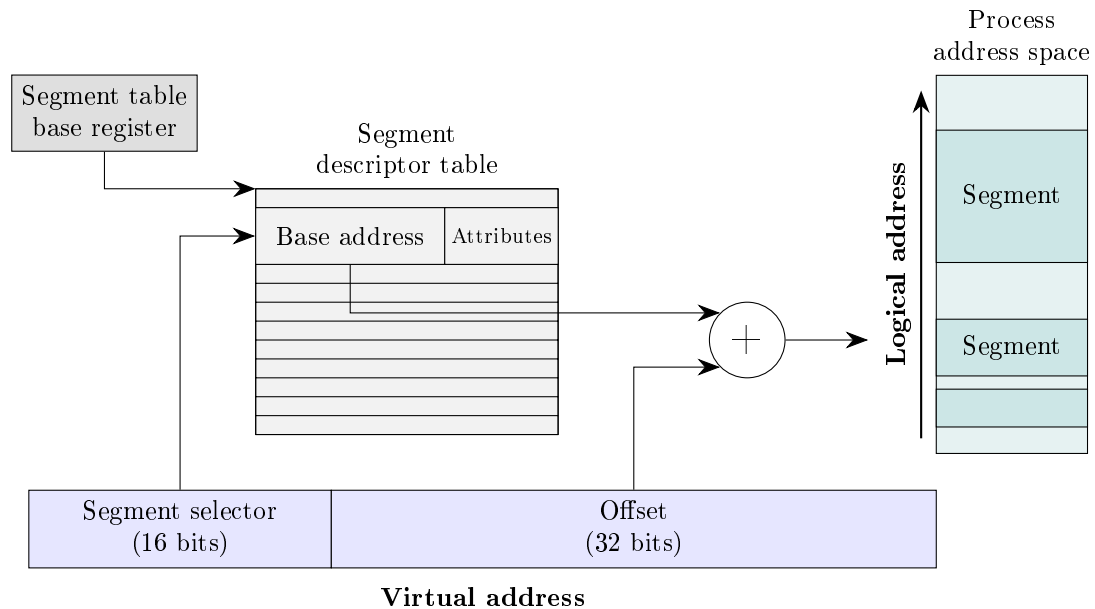 Process
address space
Segment table
base register
Segment
descriptor table
Base address
Attributes
Segment
Logical address
+
Segment
Segment selector
(16 bits)
Offset
(32 bits)
Virtual address